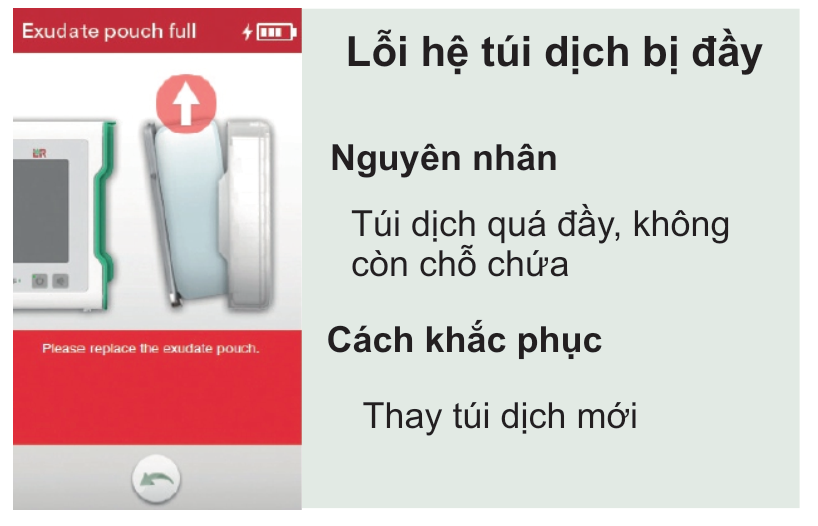 Exudate pouch full
Lỗi hệ túi dịch bị đầy
Nguyên nhân
Túi dịch quá đầy, không
còn chỗ chứa
Cách khắc phục
Thay túi dịch mới
L&R
Please replace the exudate pouch.